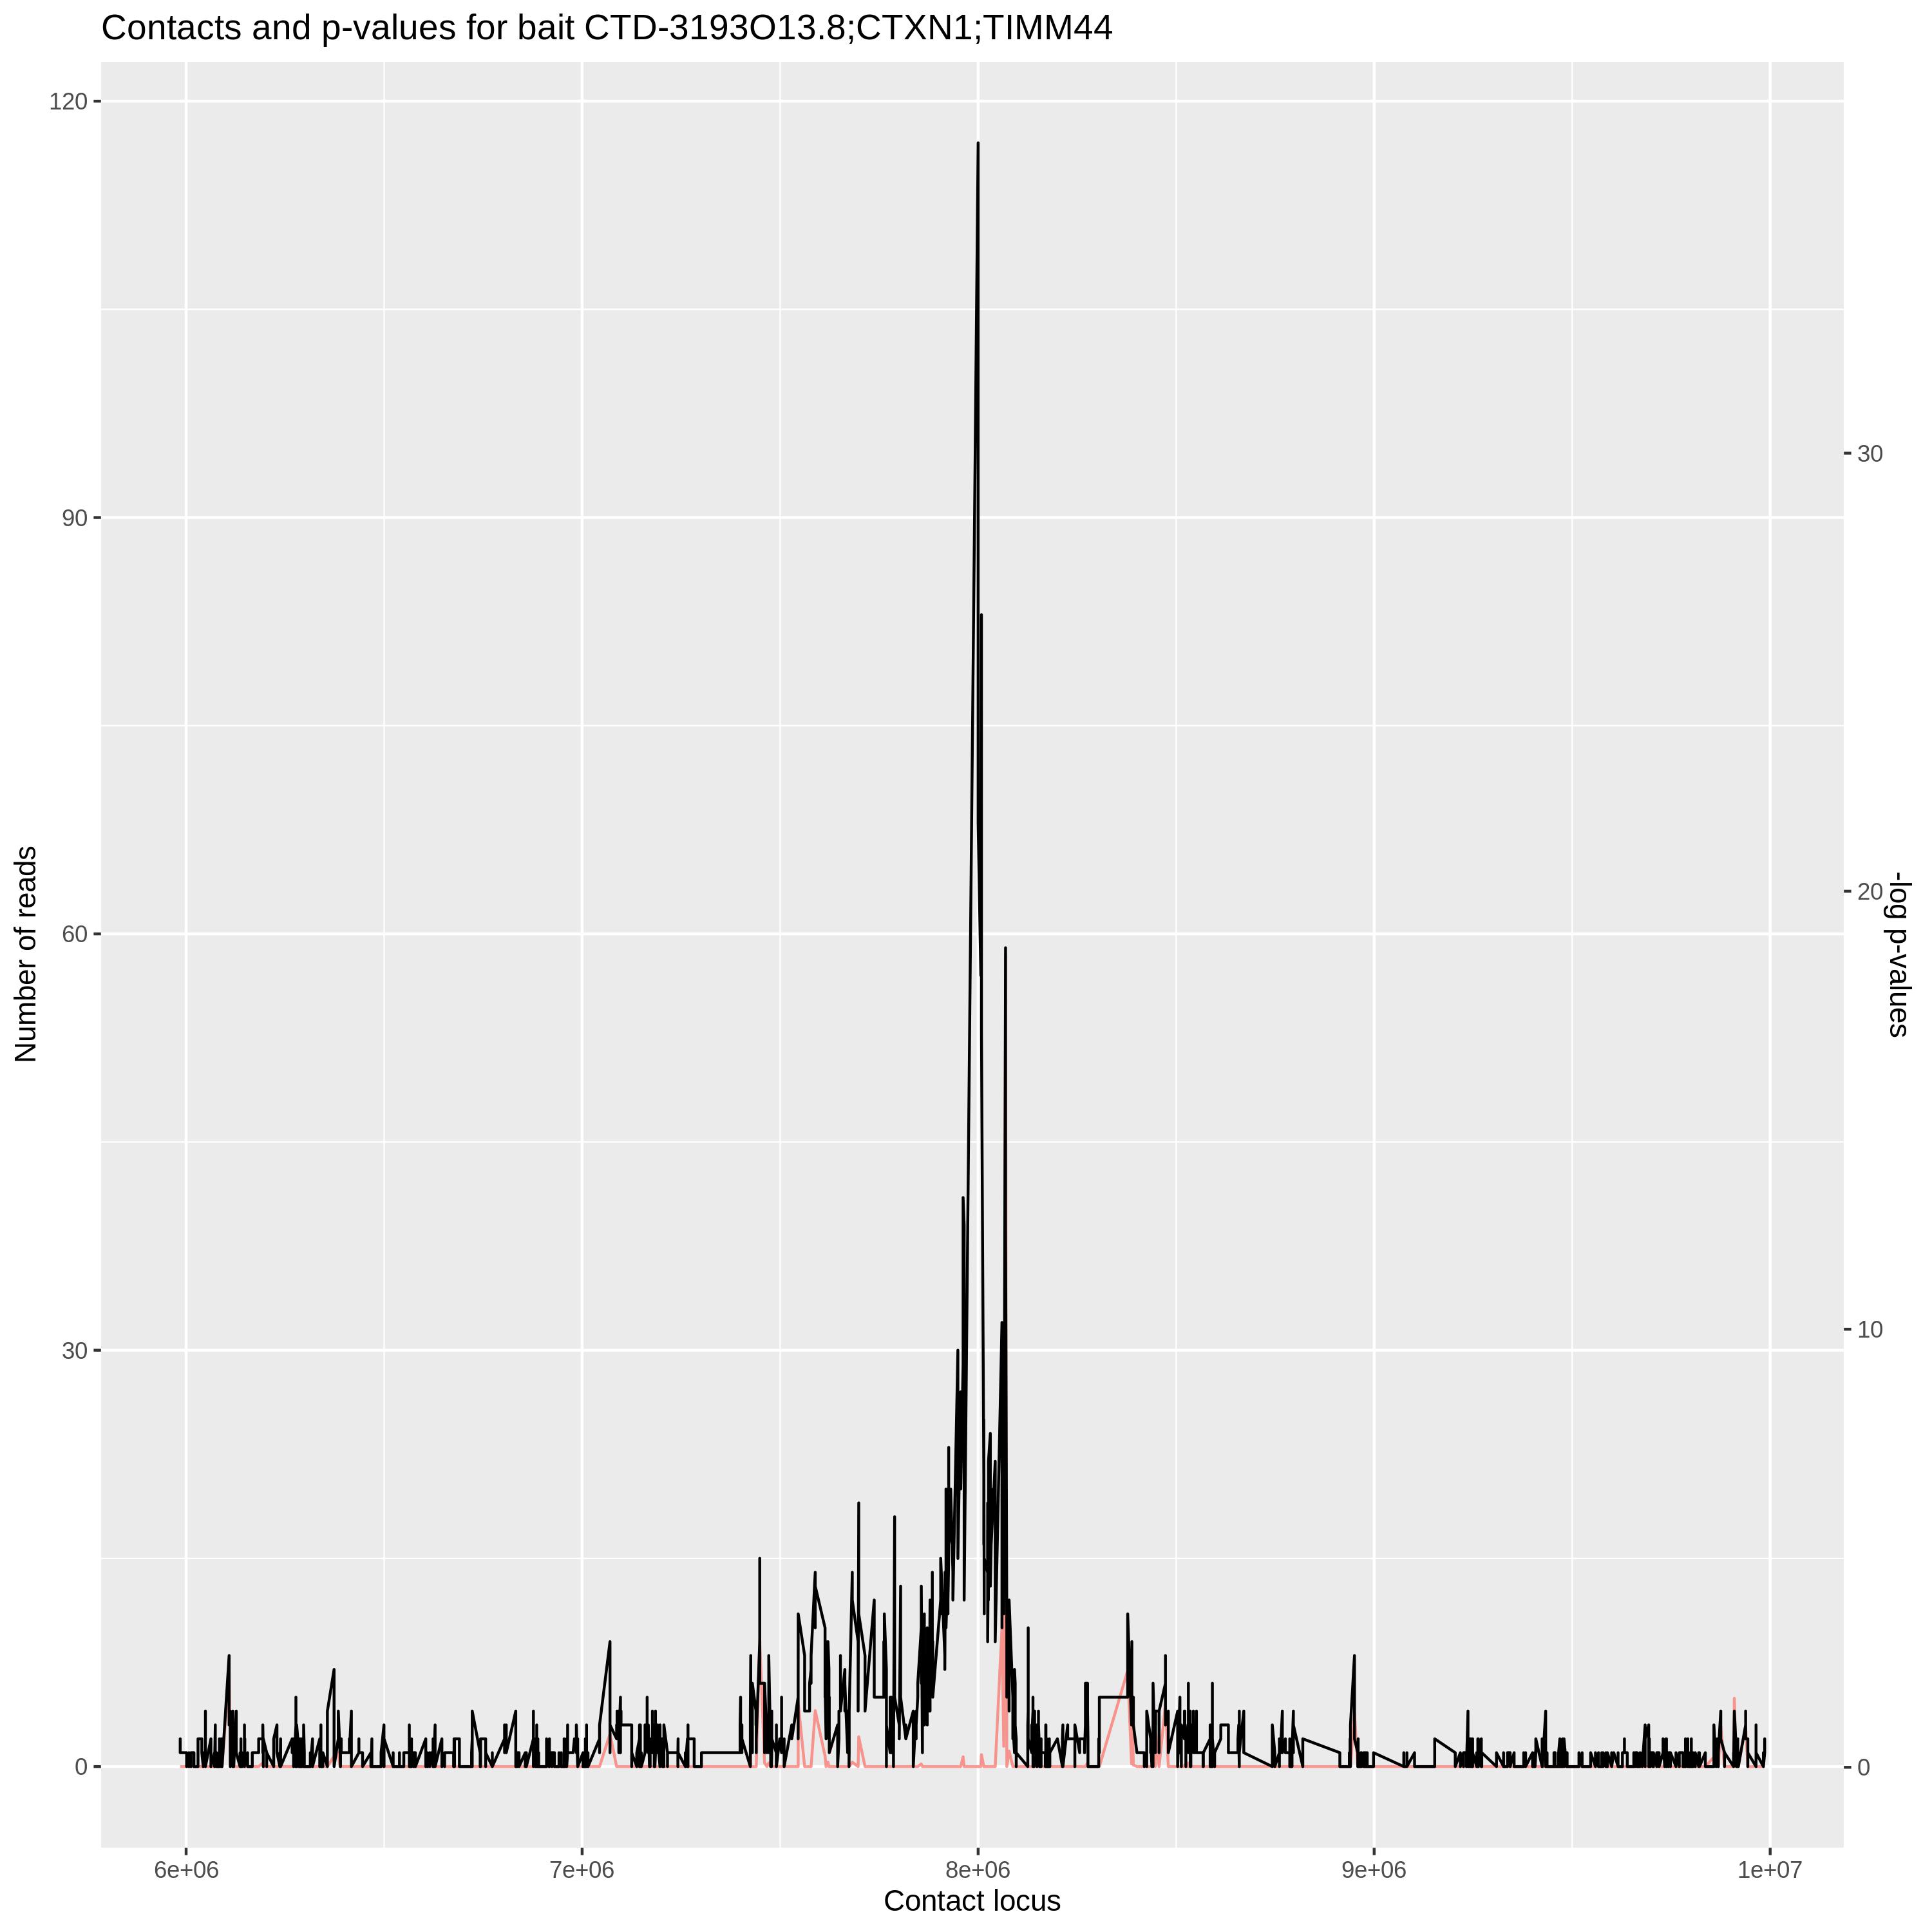 Contacts and p-values for bait CTD-3193O13.8;CTXN1;TIMM44
120
90
60
30
0
Number of reads
30
20
10
0
-log p-values
6e+06
7e+06
8e+06
9e+06
1e+07
Contact locus